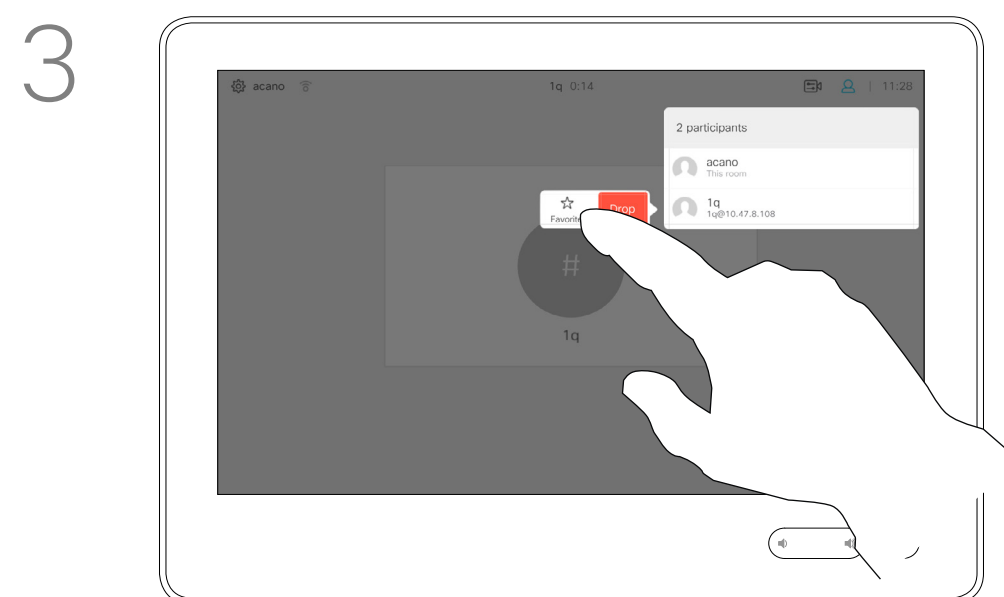 3
acano 1q 0:14 | 11:28
2 participants
acano
This room
1q
1q@10.47.8.108
Drop
#
1q